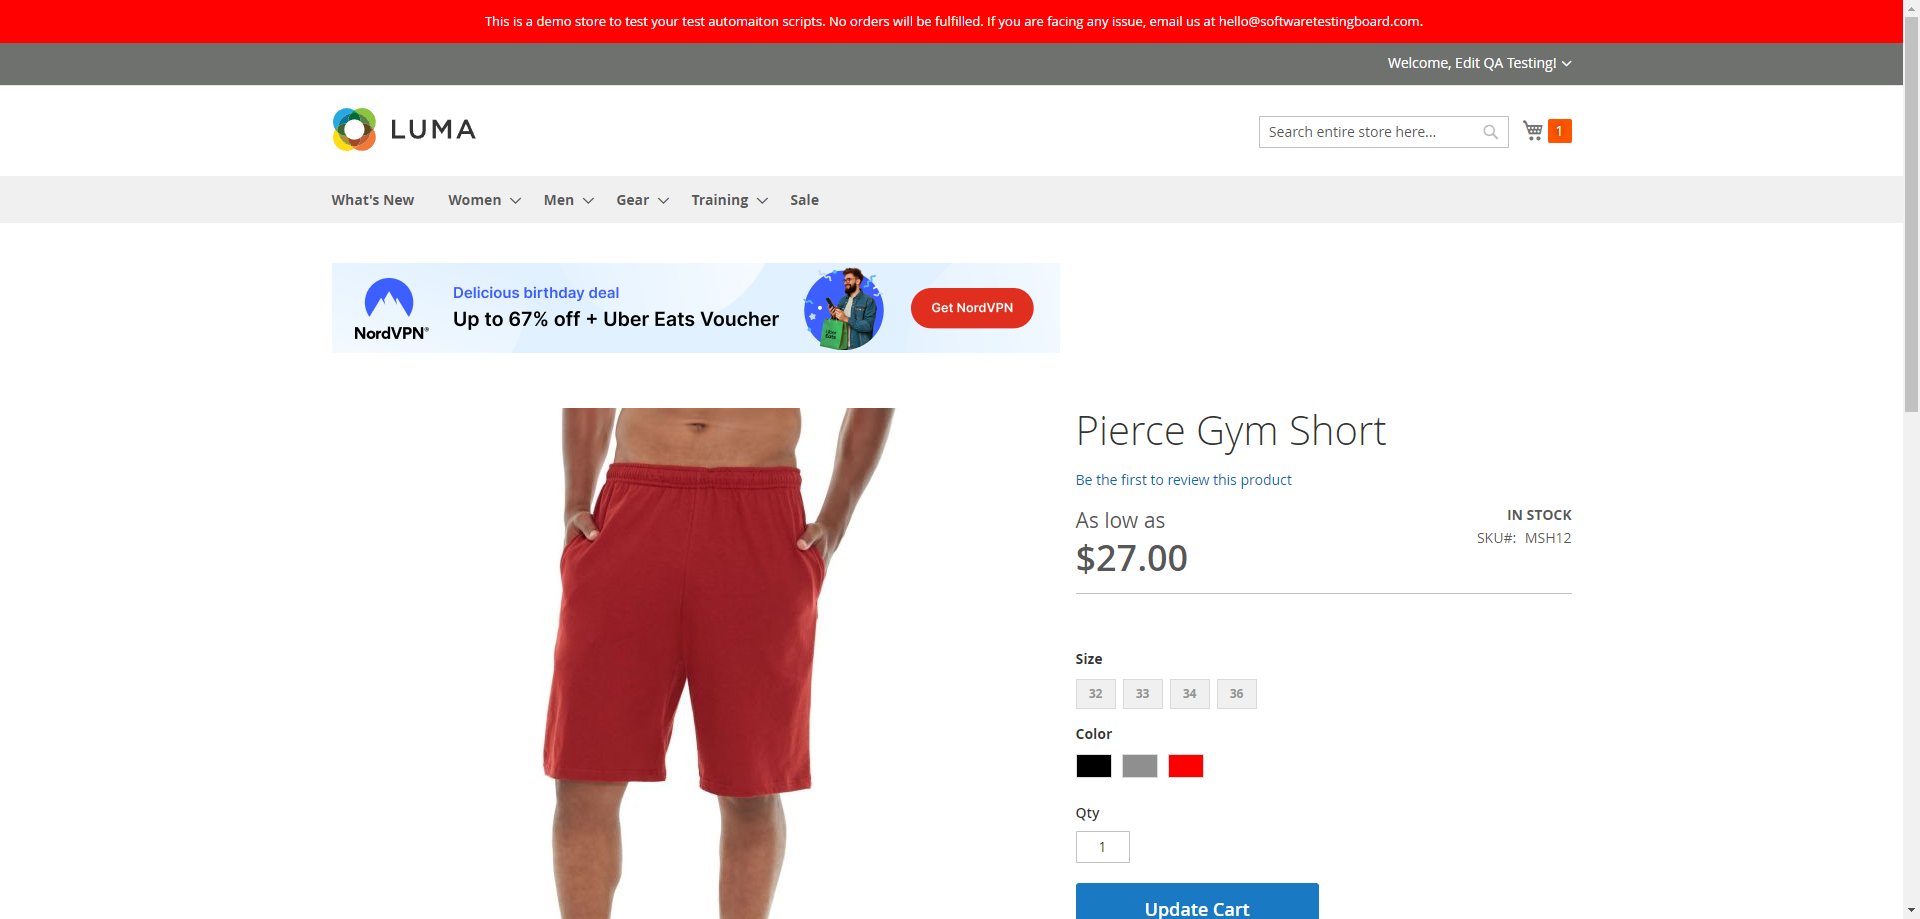 This is a demo store to test your test automaiton scripts. No orders will be fulfilled. If you are facing any issue, email us at hello@softwaretestingboard.com.
Welcome, Edit QA Testing!
LUMA
Search entire store here...
1
What's New Women Men Gear Training Sale
NordVPN®
Delicious birthday deal
Up to 67% off + Uber Eats Voucher
Uber Eats
Get NordVPN
Pierce Gym Short
Be the first to review this product
As low as
$27.00
IN STOCK
SKU#: MSH12
Size
32 33 34 36
Color
Qty
1
Update Cart